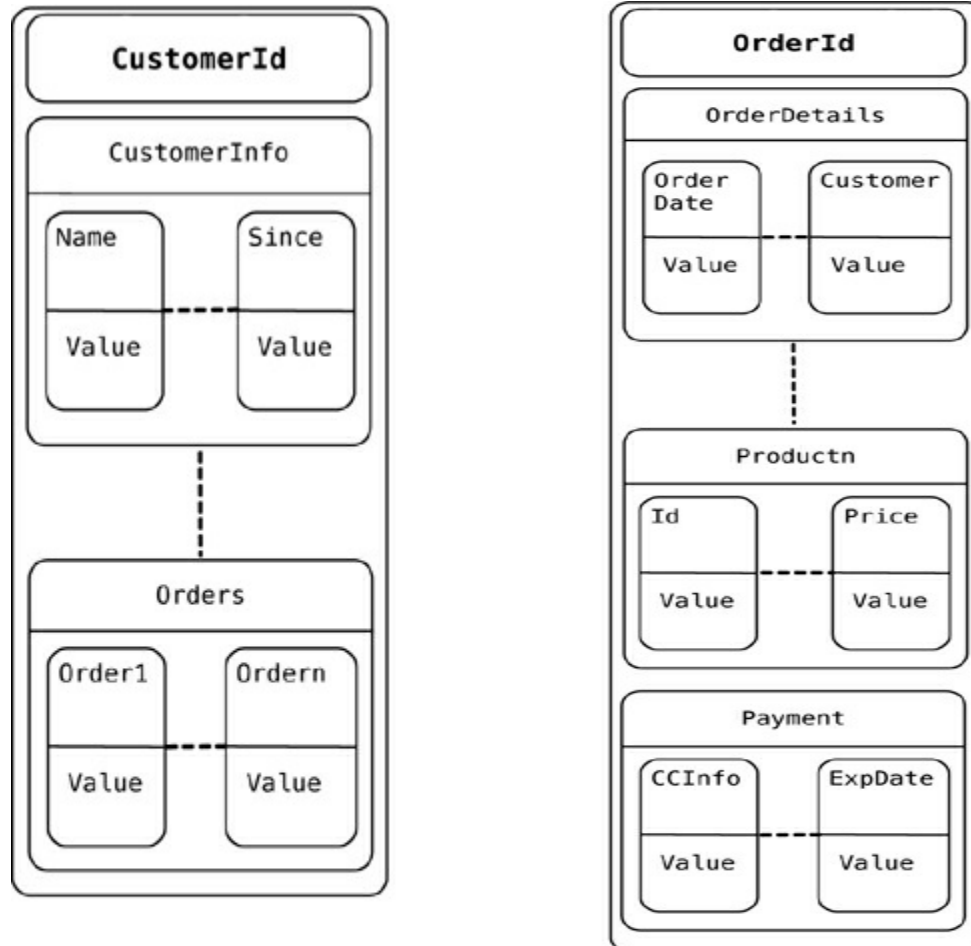 CustomerId
CustomerInfo
Name
Since
Value
Value
Orders
Order1
Ordern
Value
Value
OrderId
OrderDetails
Order
Date
Customer
Value
Value
Productn
Id
Price
Value
Value
Payment
CCInfo
ExpDate
Value
Value